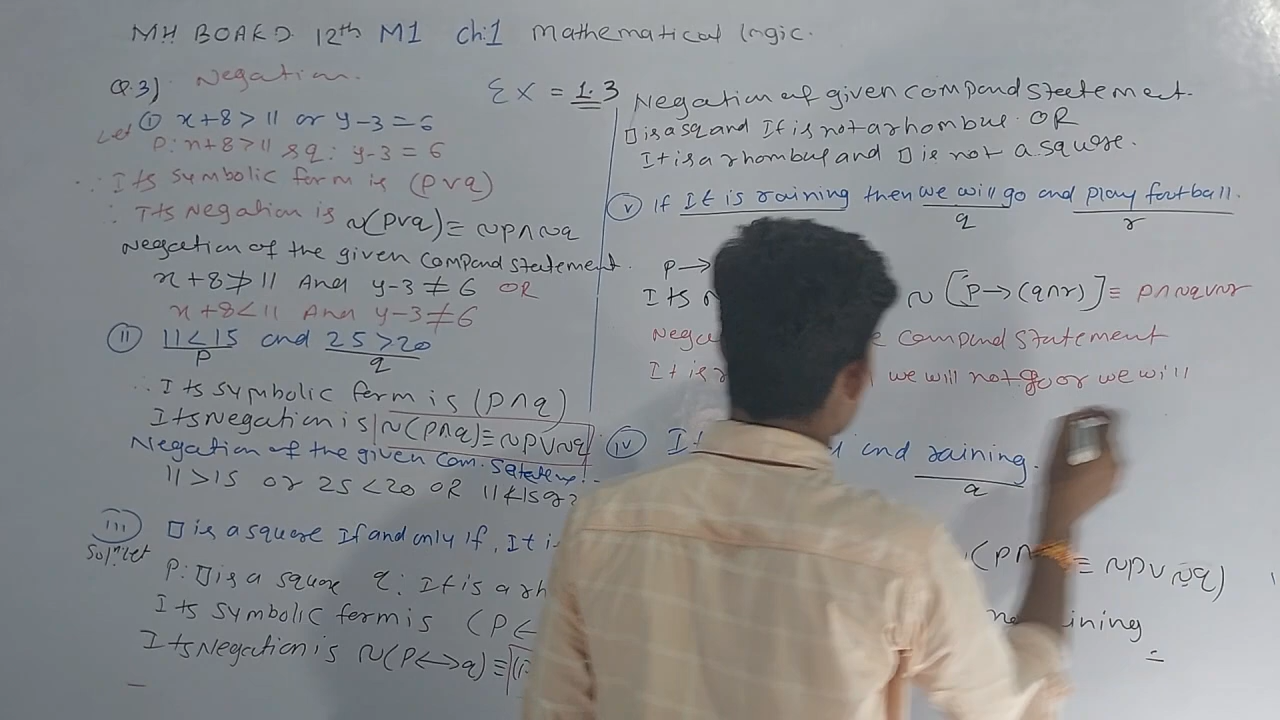 MH BOARD 12th M1 Ch:1 Mathematical logic.
Q.3) Negation.
Ex = 1.3
① x+8>11 or y-3=6
Let p: x+8>11 & q: y-3=6
∴ Its symbolic form is (p∨q)
∴ Its Negation is ~(p∨q)≡ ~p∧~q
Negation of the given compand statement.
x+8≯11 And y-3≠6 OR
x+8<11 And y-3≠6
ⅱ 11<15 and 25>20
p q
∴ Its symbolic form is (p∧q)
Its Negation is ~(p∧q)≡~p∨~q
Negation of the given com.
11>15 or 25<20 OR 11≮15
iii □ is a square If and only if, It i
Solⁿ: Let
p: □ is a square q: It is a rh
Its symbolic form is (p↔
Its Negation is ~(p↔q)≡
Negation of given compand steetement.
□ is a sq and It is not a rhombus. OR
It is a rhombus and □ is not a square.
ⅴ If It is raining then we will go and play football.
q r
p→
Its ~[p→(q∧r)]≡ p∧~q∨~r
Nega compund statement
It is we will not go or we will
iv I and raining.
q
(p∧ ≡ ~p∨~q)
ining